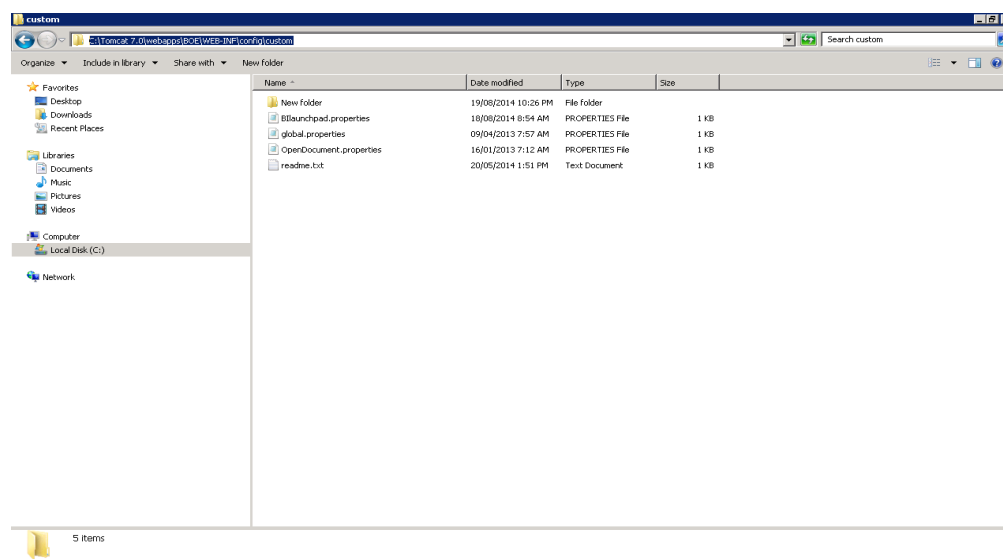 custom
C:\Tomcat 7.0\webapps\BOE\WEB-INF\config\custom
Search custom
Organize
Include in library
Share with
New folder
Favorites
Desktop
Downloads
Recent Places
Libraries
Documents
Music
Pictures
Videos
Computer
Local Disk (C:)
Network
Name Date modified Type Size
New folder 19/08/2014 10:26 PM File folder
BIlaunchpad.properties 18/08/2014 8:54 AM PROPERTIES File 1 KB
global.properties 09/04/2013 7:57 AM PROPERTIES File 1 KB
OpenDocument.properties 16/01/2013 7:12 AM PROPERTIES File 1 KB
readme.txt 20/05/2014 1:51 PM Text Document 1 KB
5 items